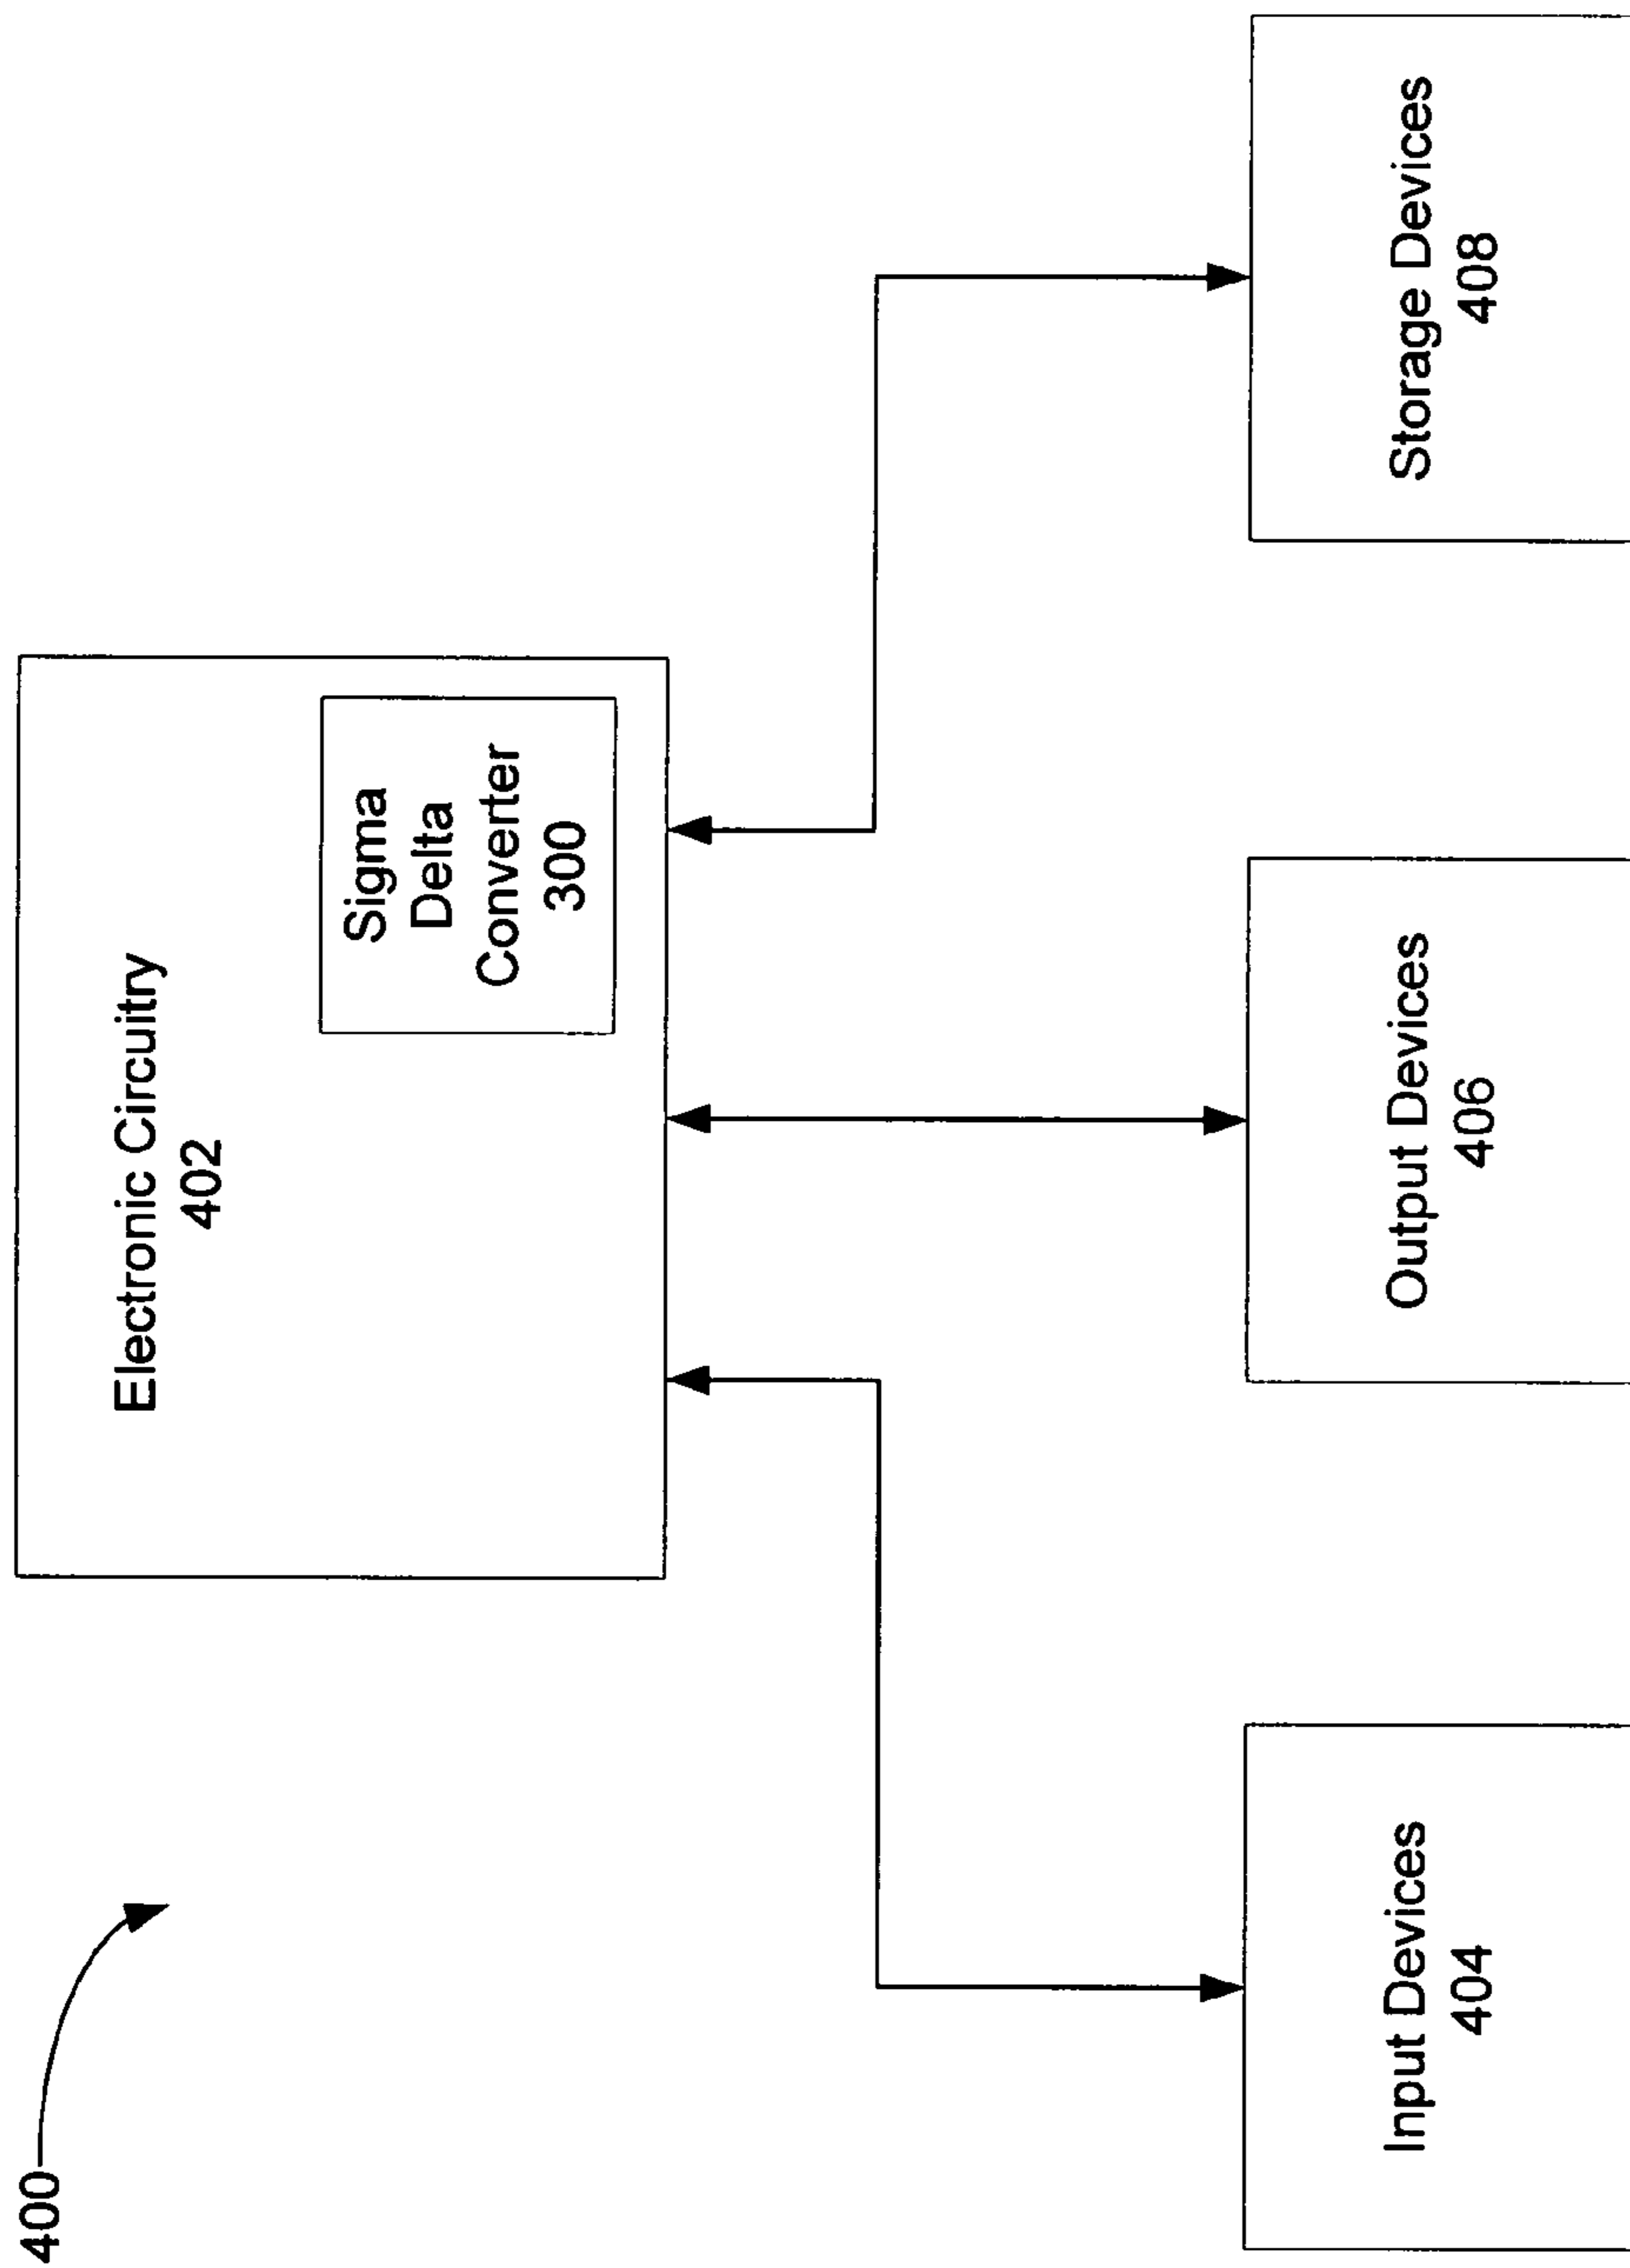 400
Electronic Circuitry
402
Sigma
Delta
Converter
300
Input Devices
404
Output Devices
406
Storage Devices
408